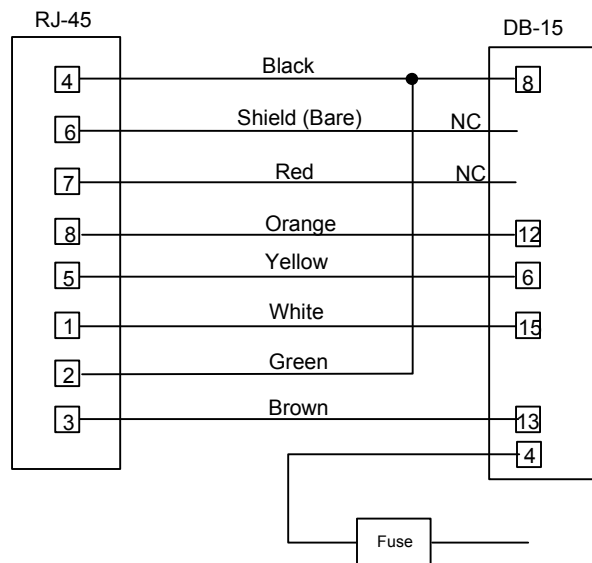 RJ-45
DB-15
4 Black 8
6 Shield (Bare) NC
7 Red NC
8 Orange 12
5 Yellow 6
1 White 15
2 Green
3 Brown 13
4
Fuse